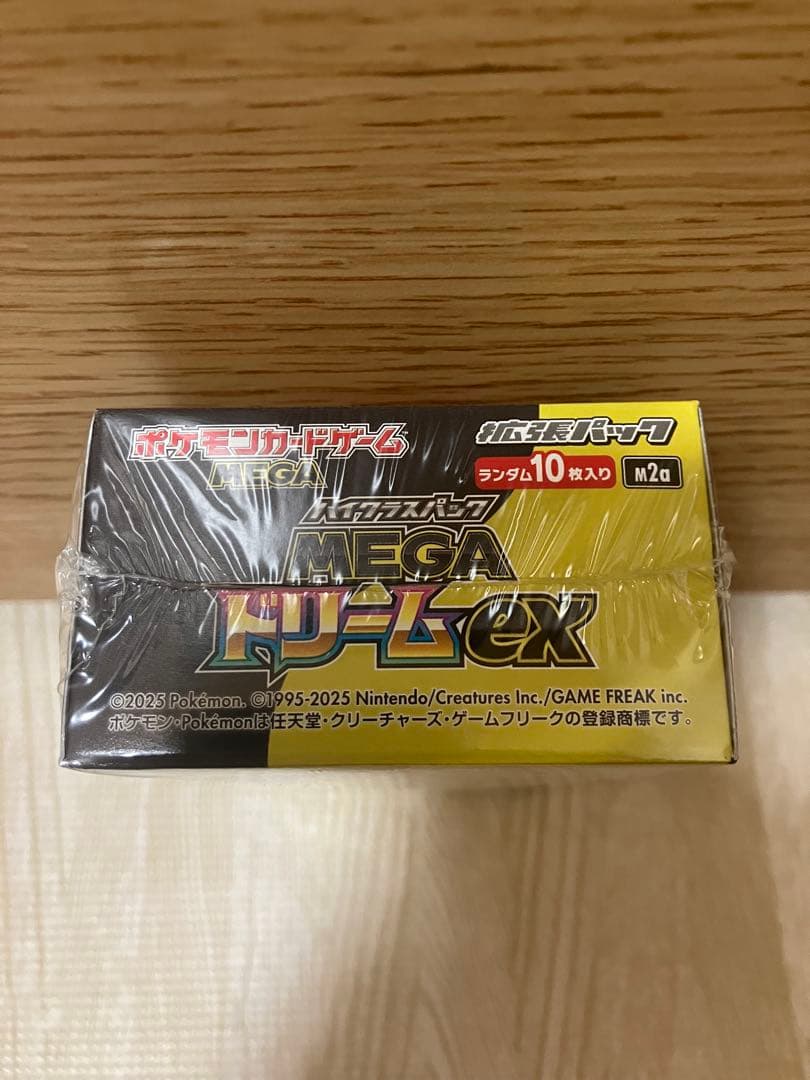 ポケモンカードゲーム 拡張パック
MEGA ランダム10枚入り M2a
ハイクラスパック
MEGA
ドリームex
©2025 Pokémon. ©1995-2025 Nintendo/Creatures Inc./GAME FREAK inc.
ポケモン・Pokémonは任天堂・クリーチャーズ・ゲームフリークの登録商標です。